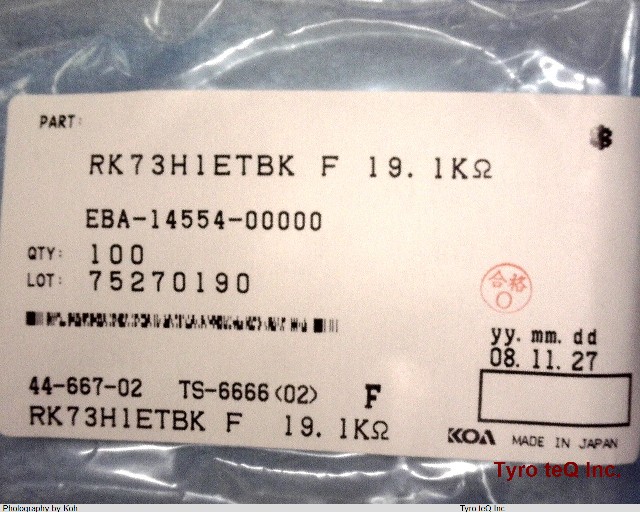 PART:
RK73H1ETBK F 19.1KΩ
EBA-14554-00000
QTY: 100
LOT: 75270190
合格
yy. mm. dd
08. 11. 27
44-667-02 TS-6666(02) F
RK73H1ETBK F 19.1KΩ
KOA MADE IN JAPAN
Tyro teQ Inc.
Photography by Koh Tyro teQ Inc